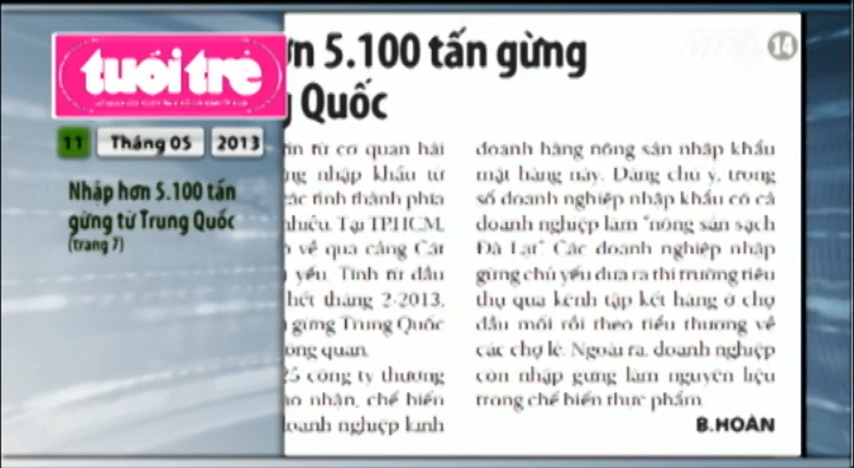 tuổi trẻ
11 Tháng 05 2013
Nhập hơn 5.100 tấn
gừng từ Trung Quốc
(trang 7)
ơn 5.100 tấn gừng
g Quốc
14
tin từ cơ quan hải
ng nhập khẩu từ
các tỉnh thành phía
nhiều. Tại TPHCM,
về qua cảng Cát
yếu. Tính từ đầu
hết tháng 2-2013,
gừng Trung Quốc
ông quan.
25 công ty thương
ao nhận, chế biến
doanh nghiệp kinh
doanh hàng nông sản nhập khẩu
mặt hàng này. Đáng chú ý, trong
số doanh nghiệp nhập khẩu có cả
doanh nghiệp làm "nông sản sạch
Đà Lạt". Các doanh nghiệp nhập
gừng chủ yếu đưa ra thị trường tiêu
thụ qua kênh tập kết hàng ở chợ
đầu mối rồi theo tiểu thương về
các chợ lẻ. Ngoài ra, doanh nghiệp
còn nhập gừng làm nguyên liệu
trong chế biến thực phẩm.
B.HOÀN